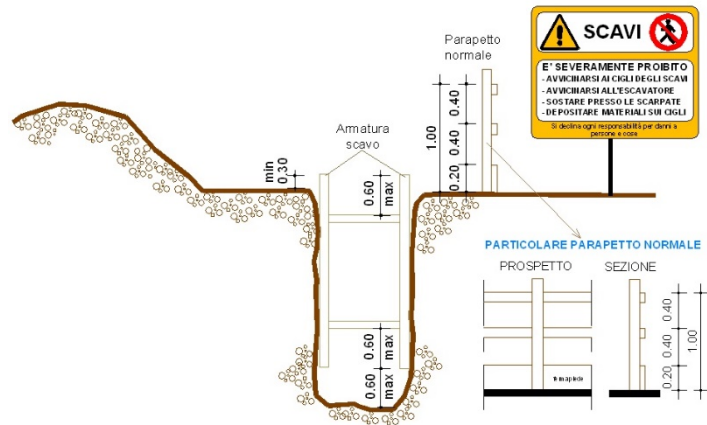 SCAVI
E' SEVERAMENTE PROIBITO
- AVVICINARSI AI CIGLI DEGLI SCAVI
- AVVICINARSI ALL'ESCAVATORE
- SOSTARE PRESSO LE SCARPATE
- DEPOSITARE MATERIALI SUI CIGLI
Si declina ogni responsabilità per danni a
persone e cose
Parapetto
normale
Armatura
scavo
min
0.30
0.60
max
1.00
0.40
0.40
0.20
0.60
max
0.60
max
PARTICOLARE PARAPETTO NORMALE
PROSPETTO
SEZIONE
0.40
0.40
0.20
1.00